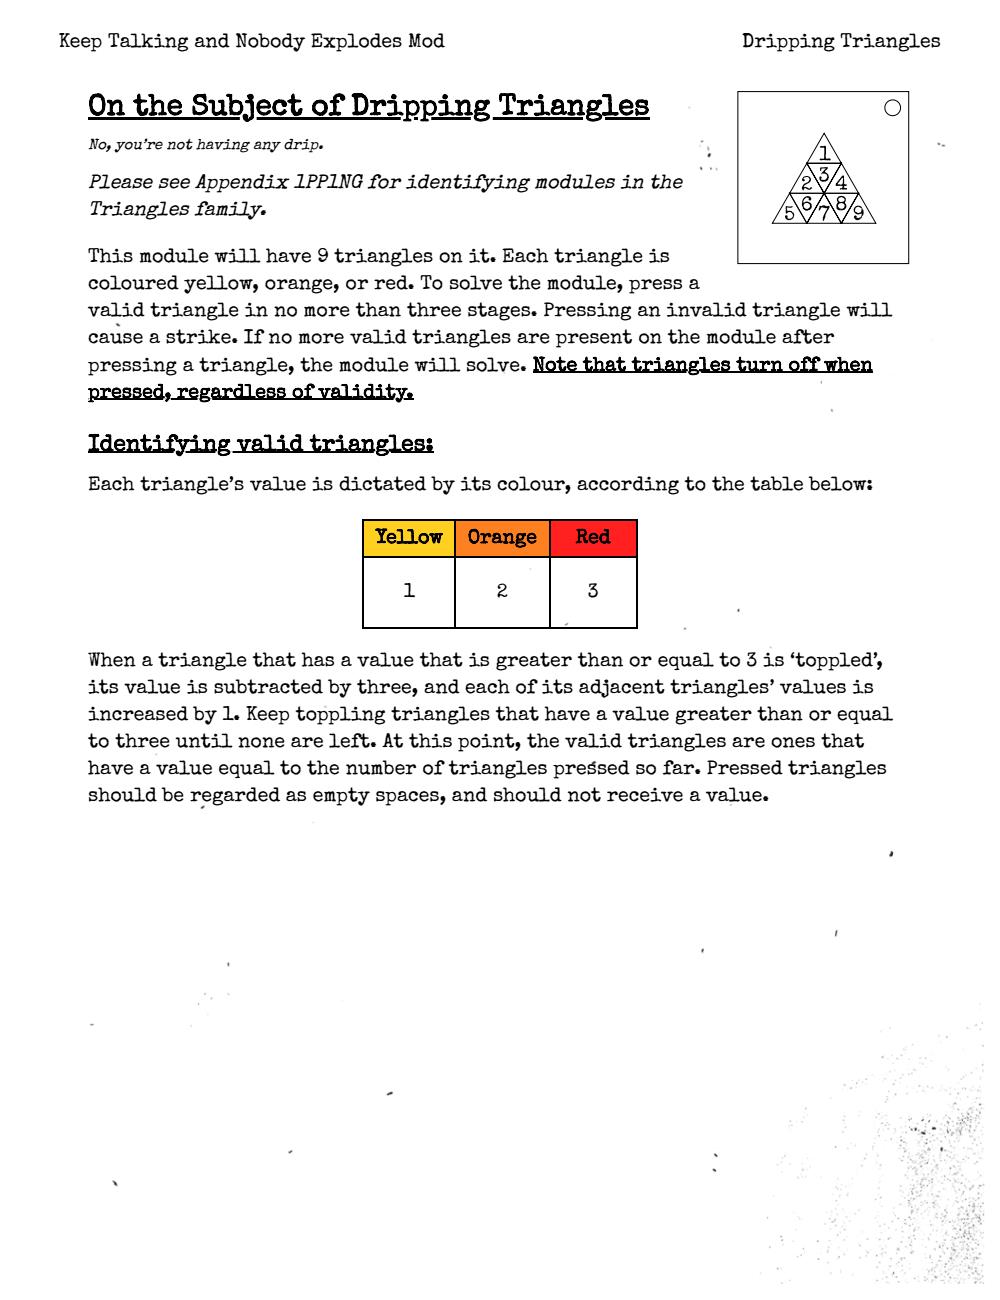 Keep Talking and Nobody Explodes Mod
Dripping Triangles
On the Subject of Dripping Triangles
No, you're not having any drip.
Please see Appendix 1PP1NG for identifying modules in the
Triangles family.
1
2 3 4
5 6 7 8 9
This module will have 9 triangles on it. Each triangle is
coloured yellow, orange, or red. To solve the module, press a
valid triangle in no more than three stages. Pressing an invalid triangle will
cause a strike. If no more valid triangles are present on the module after
pressing a triangle, the module will solve. Note that triangles turn off when
pressed, regardless of validity.
Identifying valid triangles:
Each triangle's value is dictated by its colour, according to the table below:
Yellow Orange Red
1 2 3
When a triangle that has a value that is greater than or equal to 3 is ‘toppled’,
its value is subtracted by three, and each of its adjacent triangles’ values is
increased by 1. Keep toppling triangles that have a value greater than or equal
to three until none are left. At this point, the valid triangles are ones that
have a value equal to the number of triangles pressed so far. Pressed triangles
should be regarded as empty spaces, and should not receive a value.